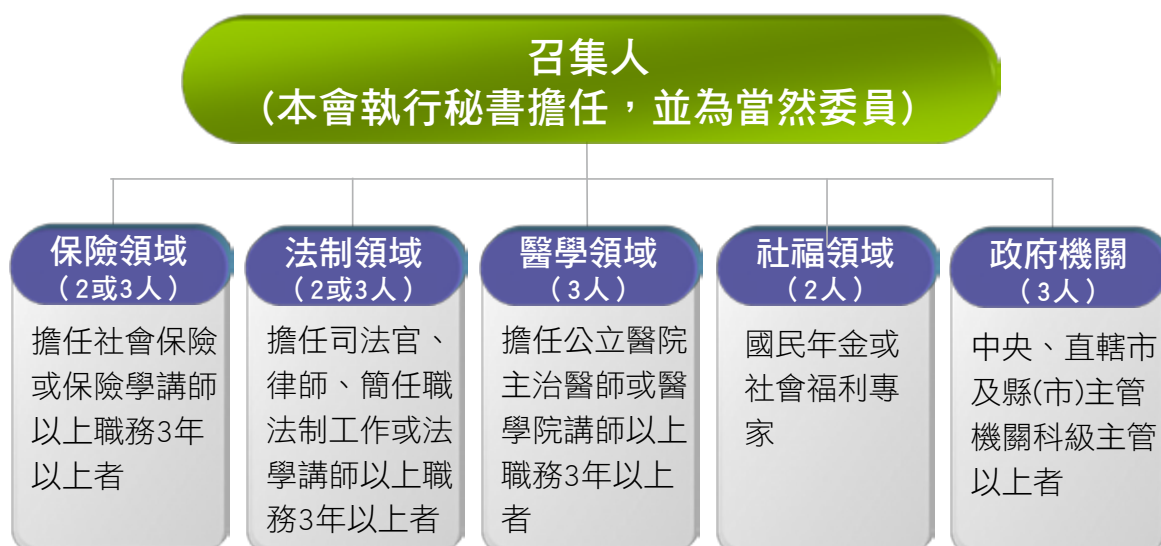 召集人
(本會執行秘書擔任,並為當然委員)
保險領域
(2或3人)
擔任社會保險
或保險學講師
以上職務3年
以上者
法制領域
(2或3人)
擔任司法官、
律師、簡任職
法制工作或法
學講師以上職
務3年以上者
醫學領域
(3人)
擔任公立醫院
主治醫師或醫
學院講師以上
職務3年以上
者
社福領域
(2人)
國民年金或
社會福利專
家
政府機關
(3人)
中央、直轄市
及縣(市)主管
機關科級主管
以上者